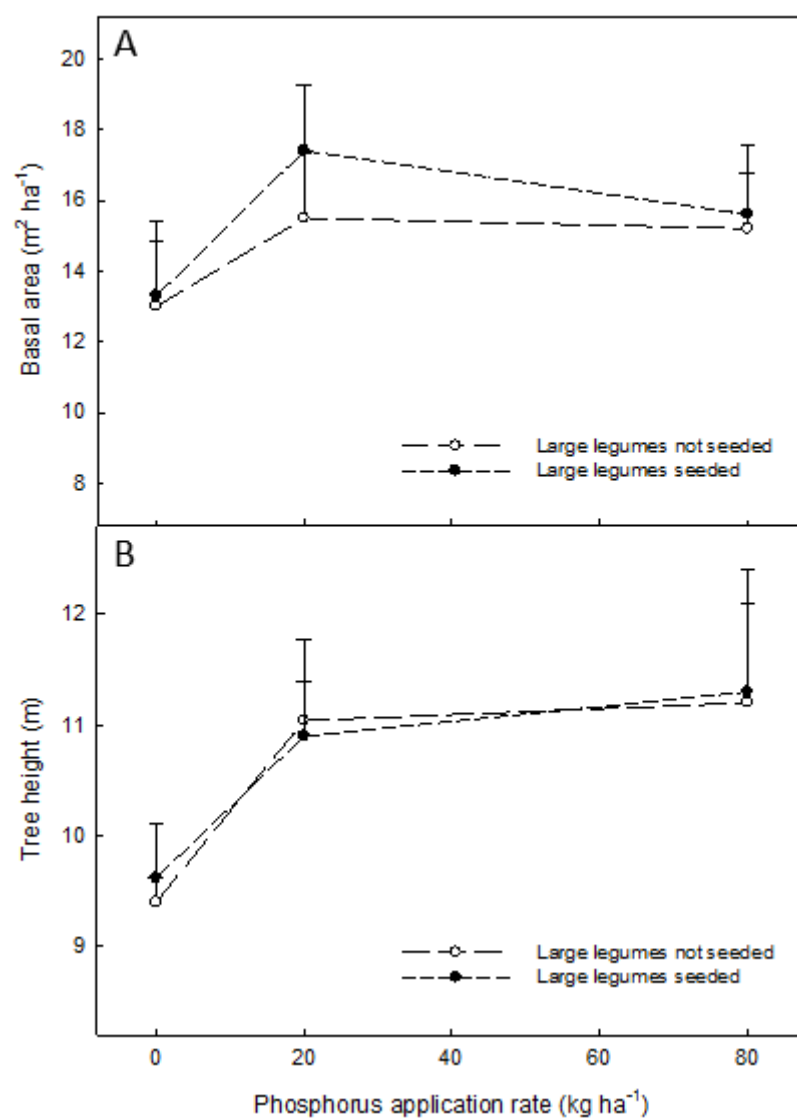 A
20
18
16
14
12
10
8
Basal area (m² ha⁻¹)
Large legumes not seeded
Large legumes seeded
B
12
11
10
9
Tree height (m)
Large legumes not seeded
Large legumes seeded
0 20 40 60 80
Phosphorus application rate (kg ha⁻¹)